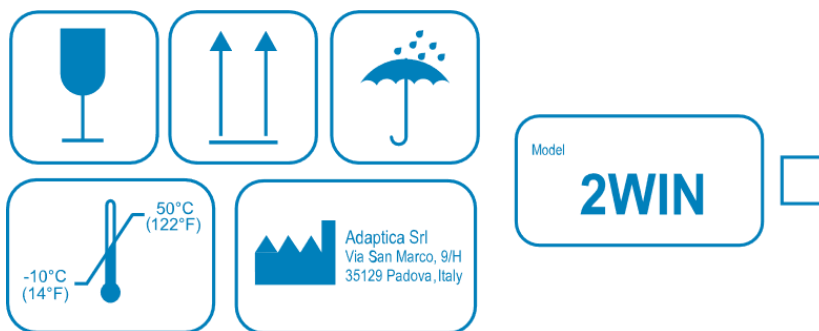 50°C
(122°F)
-10°C
(14°F)
Adaptica Srl
Via San Marco, 9/H
35129 Padova, Italy
Model
2WIN